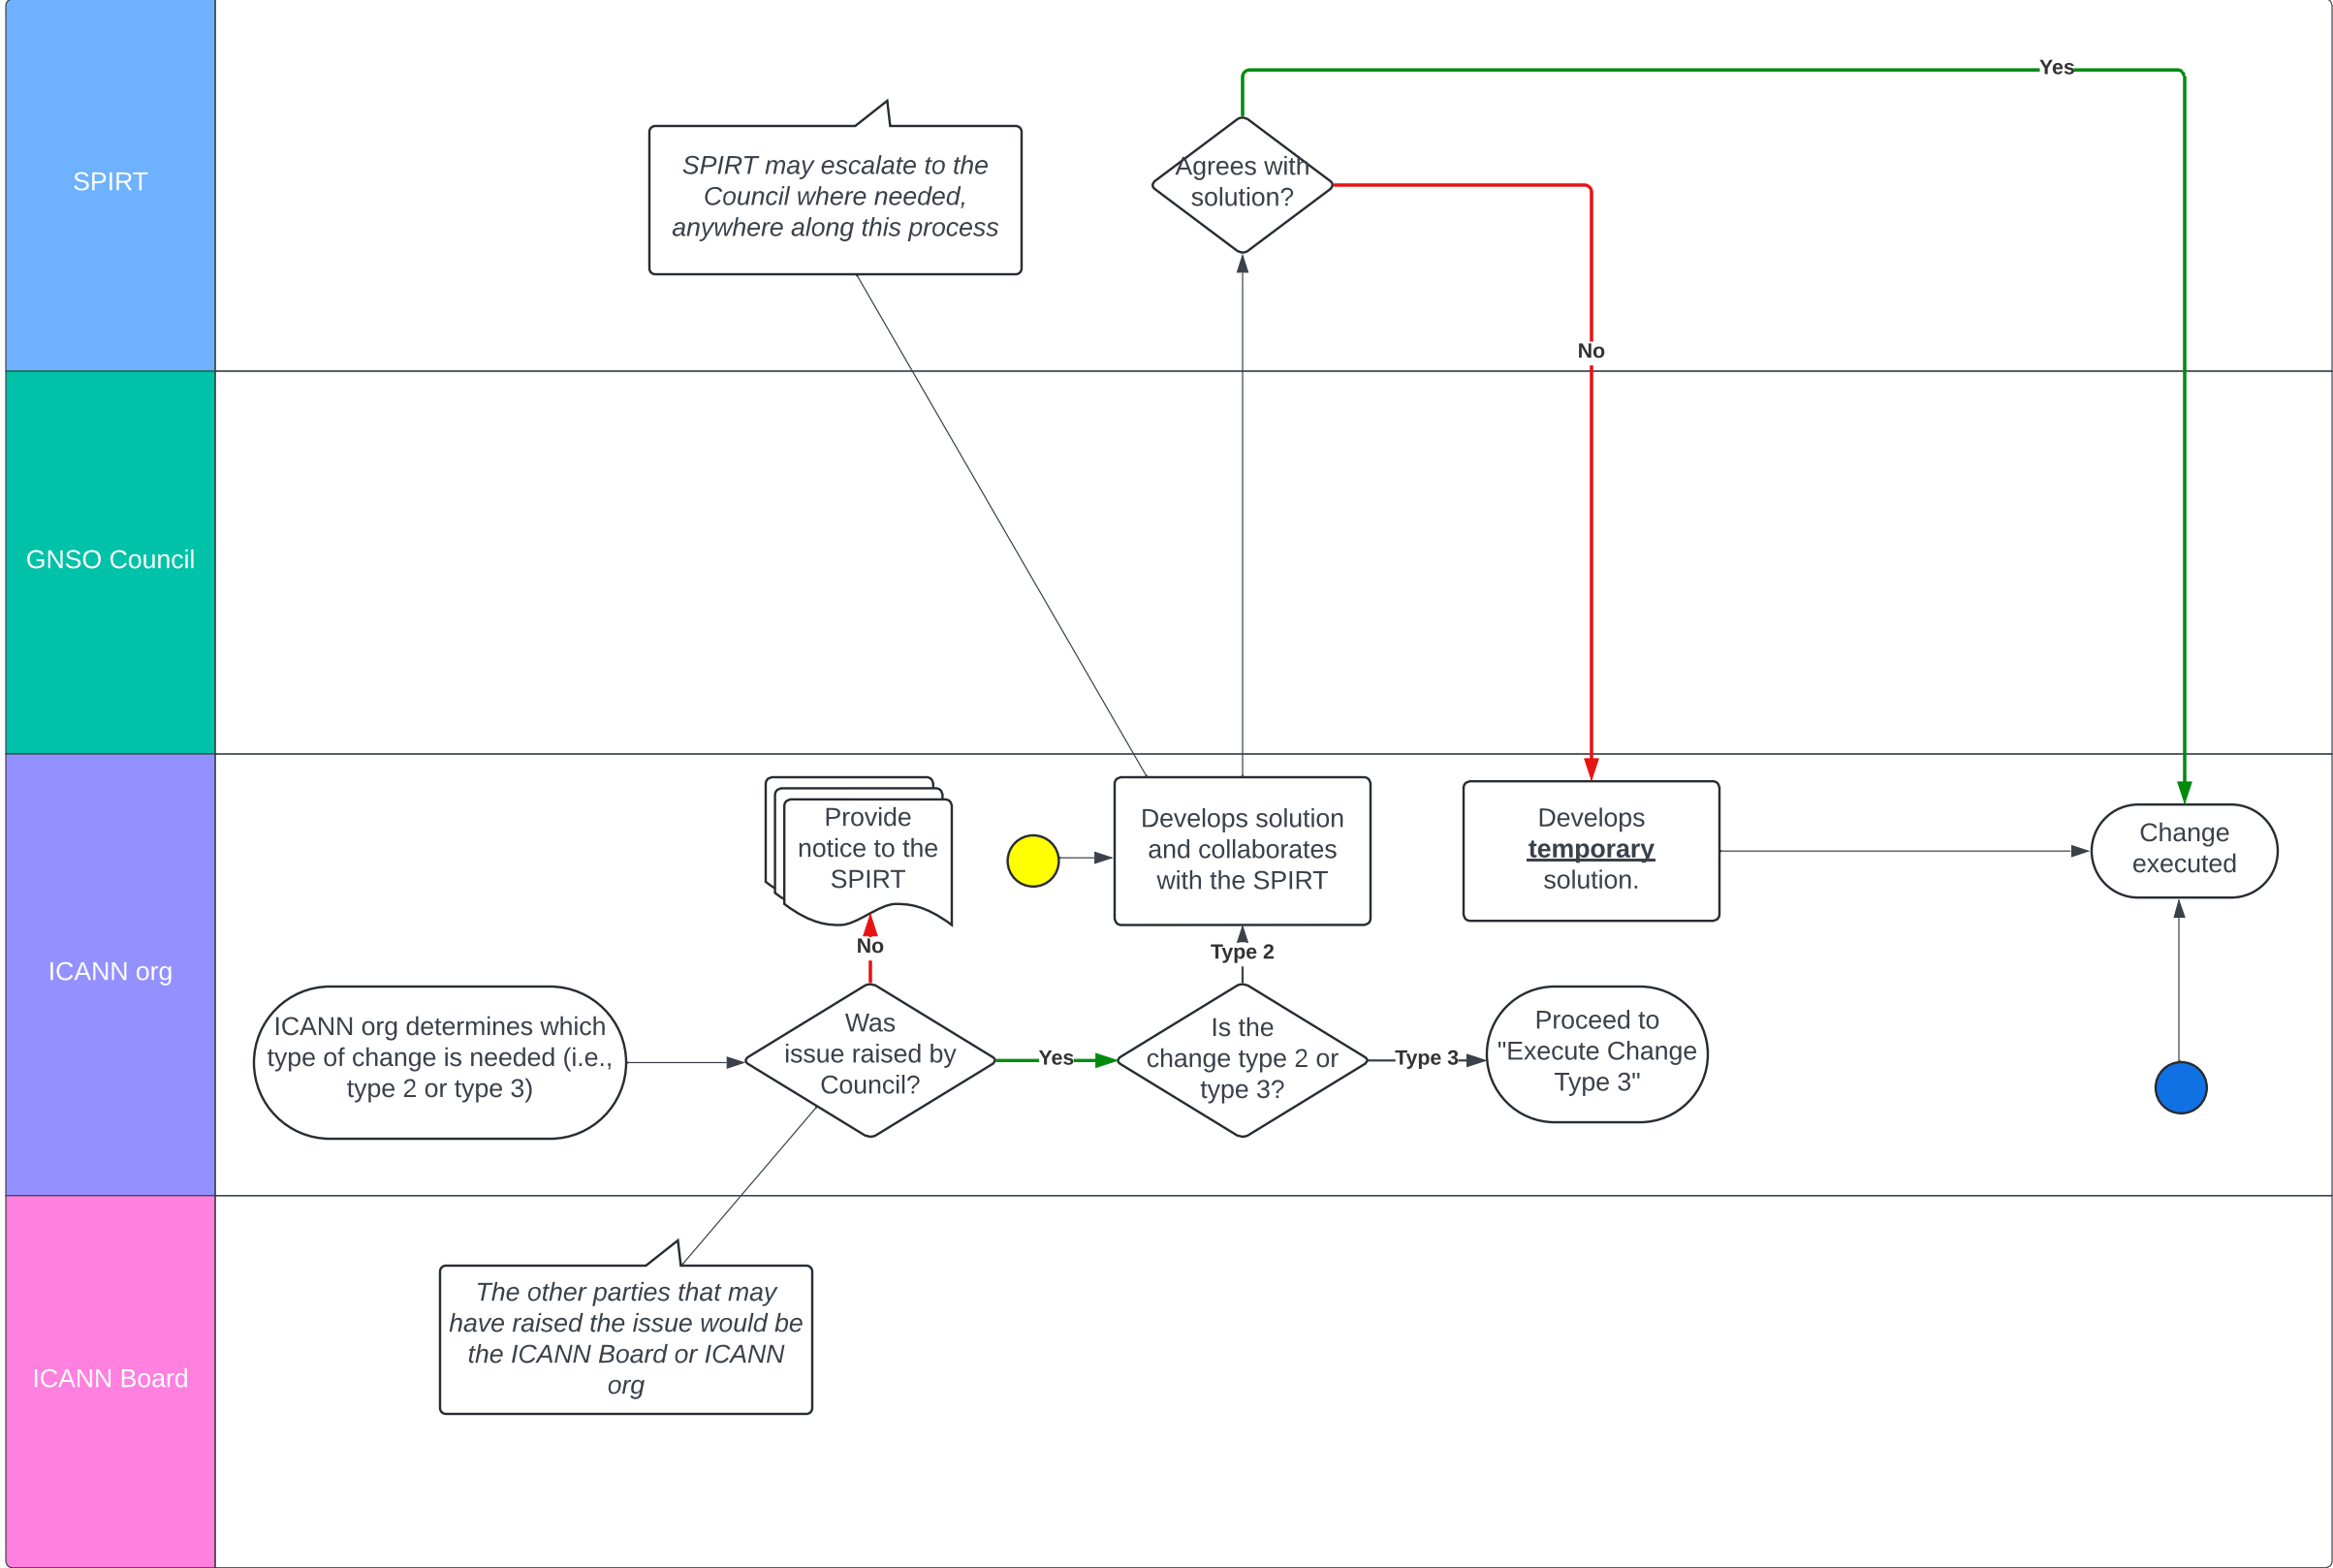 Yes
SPIRT may escalate to the
Council where needed,
anywhere along this process
Agrees with
solution?
SPIRT
No
GNSO Council
Provide
notice to the
SPIRT
Develops solution
and collaborates
with the SPIRT
Develops
temporary
solution.
Change
executed
No
Type 2
ICANN org
ICANN org determines which
type of change is needed (i.e.,
type 2 or type 3)
Was
issue raised by
Council?
Yes
Is the
change type 2 or
type 3?
Type 3
Proceed to
"Execute Change
Type 3"
The other parties that may
have raised the issue would be
the ICANN Board or ICANN
org
ICANN Board